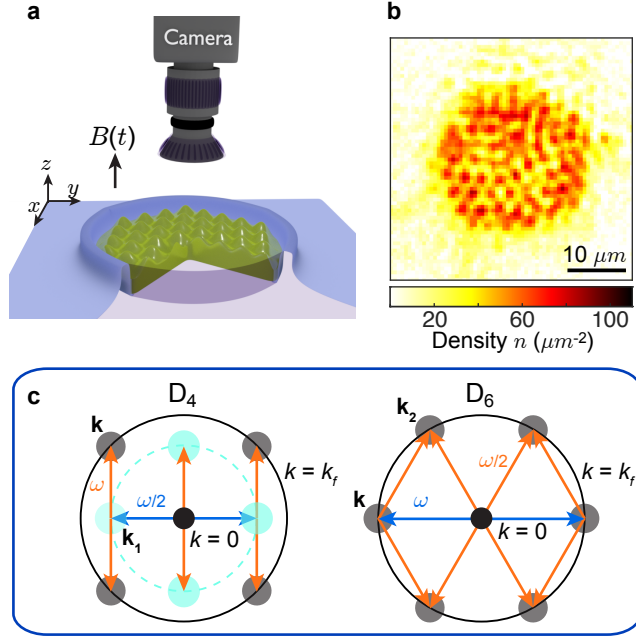 a
Camera
B(t)
z
y
x
b
10 μm
20 60 100
Density n (μm⁻²)
c
D₄
k
ω
ω/2
k₁
k = 0
k = k_f
D₆
k₂
ω/2
k
ω
k = 0
k = k_f